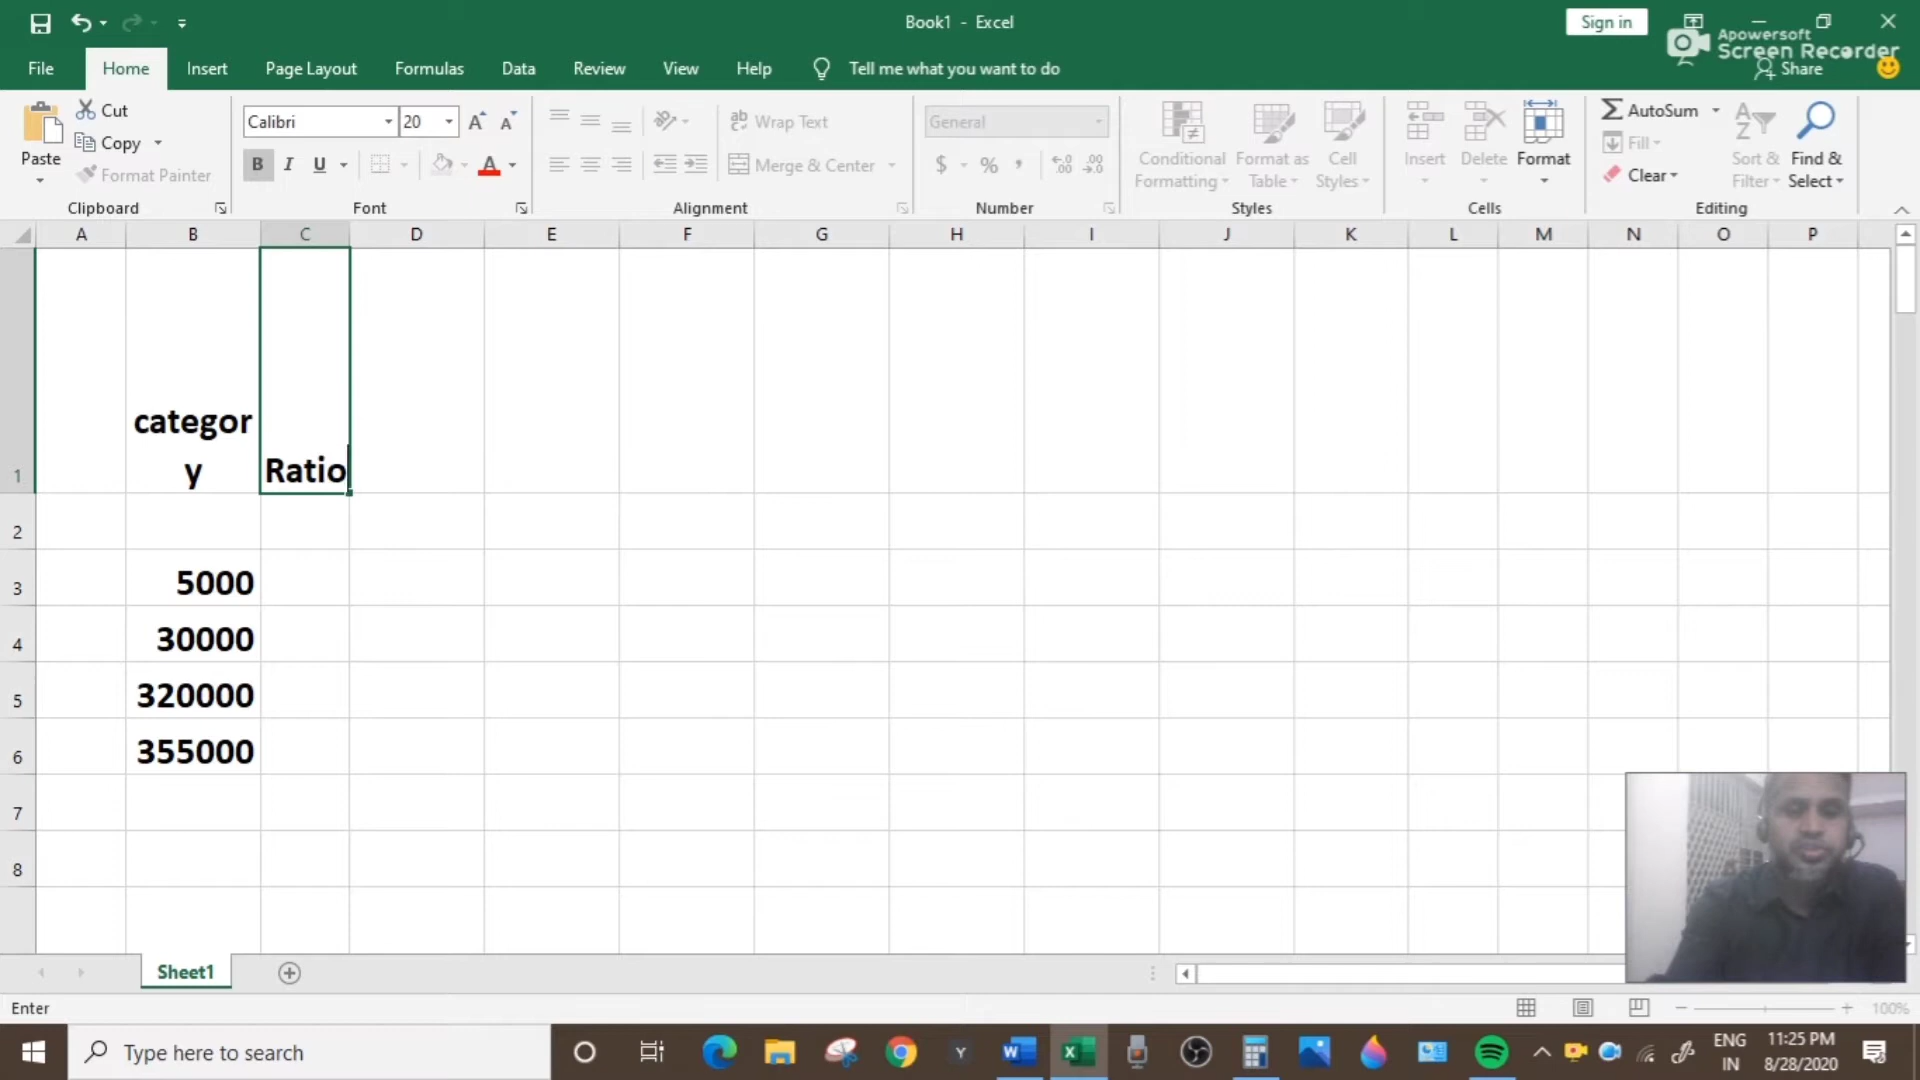 Book1 - Excel
Sign in
Apowersoft
Screen Recorder
File Home Insert Page Layout Formulas Data Review View Help Tell me what you want to do Share
Paste
Cut
Copy
Format Painter
Clipboard
Calibri 20
B I U A
Font
ab Wrap Text
Merge & Center
Alignment
General
$ % ,
Number
Conditional Formatting
Format as Table
Cell Styles
Styles
Insert Delete Format
Cells
AutoSum
Fill
Clear
Sort & Filter
Find & Select
Editing
A B C D E F G H I J K L M N O P
categor
y
Ratio
1
2
3 5000
4 30000
5 320000
6 355000
7
8
Sheet1
Enter
100%
Type here to search
Y
ENG
IN
11:25 PM
8/28/2020